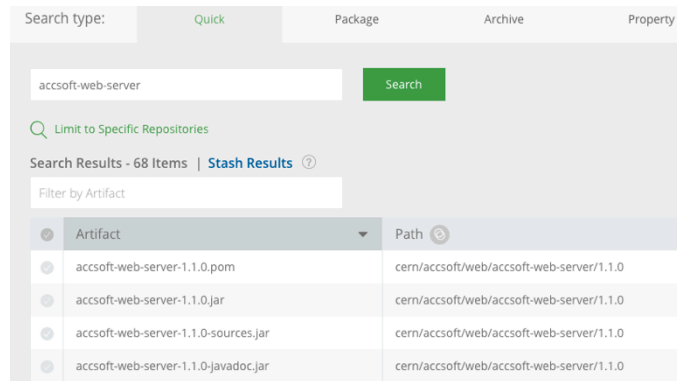 Search type: Quick Package Archive Property
accsoft-web-server Search
Limit to Specific Repositories
Search Results - 68 Items | Stash Results ?
Filter by Artifact
Artifact Path
accsoft-web-server-1.1.0.pom cern/accsoft/web/accsoft-web-server/1.1.0
accsoft-web-server-1.1.0.jar cern/accsoft/web/accsoft-web-server/1.1.0
accsoft-web-server-1.1.0-sources.jar cern/accsoft/web/accsoft-web-server/1.1.0
accsoft-web-server-1.1.0-javadoc.jar cern/accsoft/web/accsoft-web-server/1.1.0